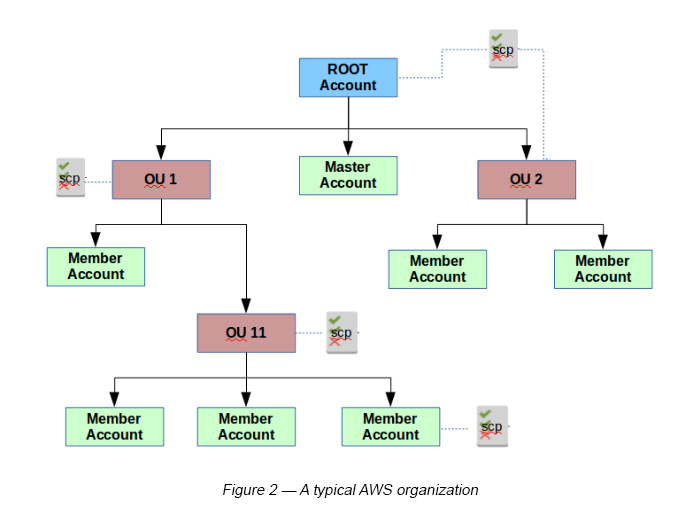 scp
ROOT
Account
Master
Account
scp
OU 1
OU 2
Member
Account
Member
Account
Member
Account
OU 11
scp
Member
Account
Member
Account
Member
Account
scp
Figure 2 — A typical AWS organization